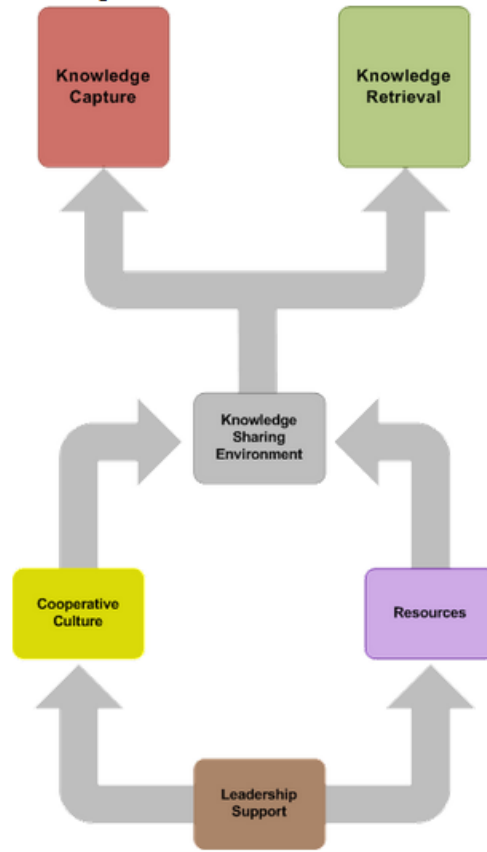 Knowledge
Capture
Knowledge
Retrieval
Knowledge
Sharing
Environment
Cooperative
Culture
Resources
Leadership
Support